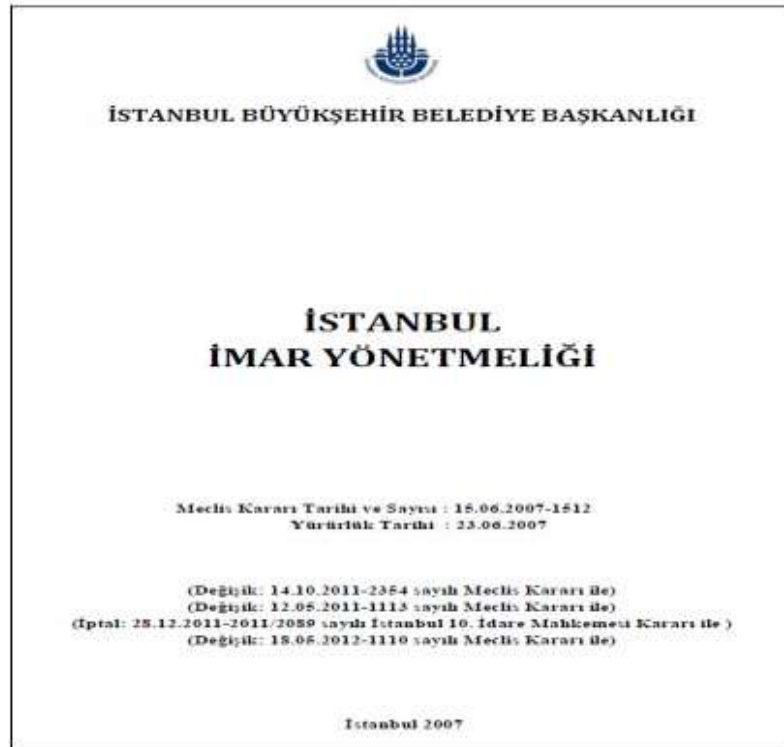 İSTANBUL BÜYÜKŞEHİR BELEDİYE BAŞKANLIĞI
İSTANBUL
İMAR YÖNETMELİĞİ
Meclis Kararı Tarihi ve Sayısı : 15.06.2007-1512
Yürürlük Tarihi : 23.06.2007
(Değişik: 14.10.2011-2354 sayılı Meclis Kararı ile)
(Değişik: 12.05.2011-1113 sayılı Meclis Kararı ile)
(İptal: 28.12.2011-2011/2089 sayılı İstanbul 10. İdare Mahkemesi Kararı ile )
(Değişik: 18.05.2012-1110 sayılı Meclis Kararı ile)
İstanbul 2007